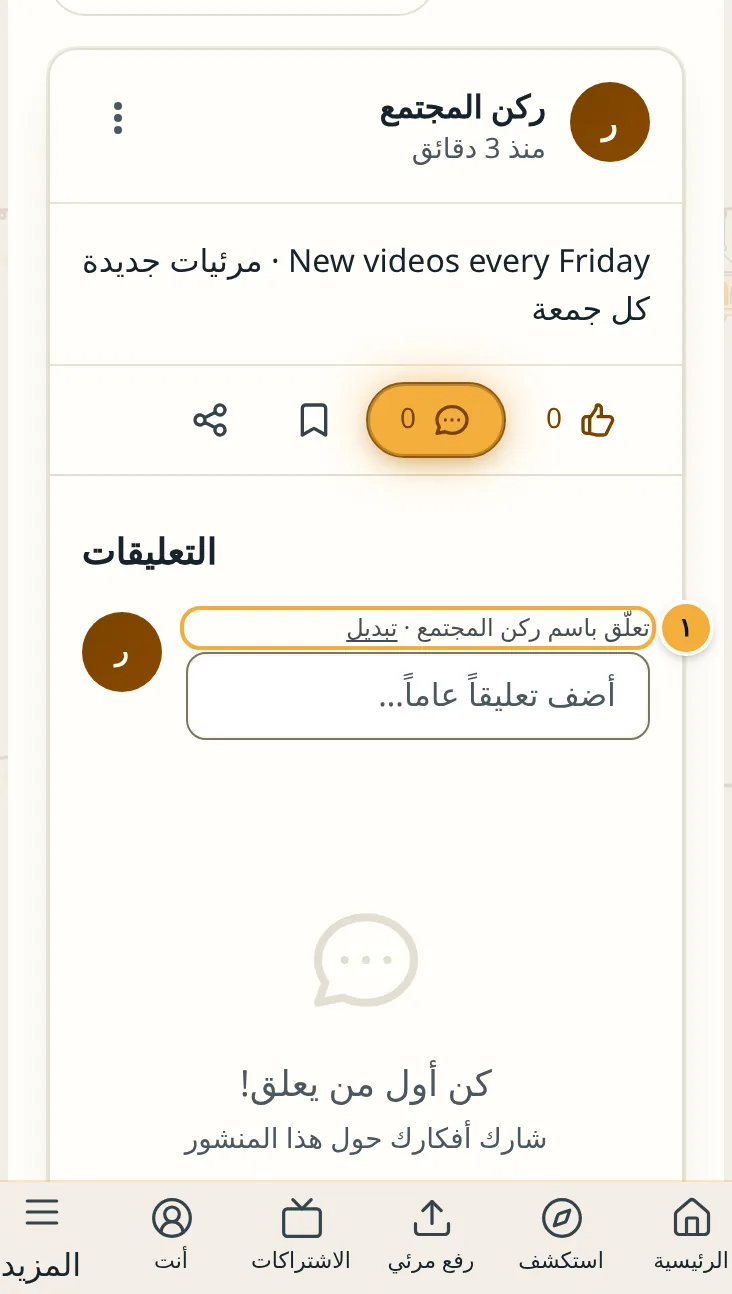 ركن المجتمع
ر
منذ 3 دقائق
New videos every Friday · مرئيات جديدة
كل جمعة
0
0
التعليقات
١
تعلّق باسم ركن المجتمع · تبديل
ر
أضف تعليقاً عاماً...
كن أول من يعلق!
شارك أفكارك حول هذا المنشور
الرئيسية
استكشف
رفع مرئي
الاشتراكات
أنت
المزيد